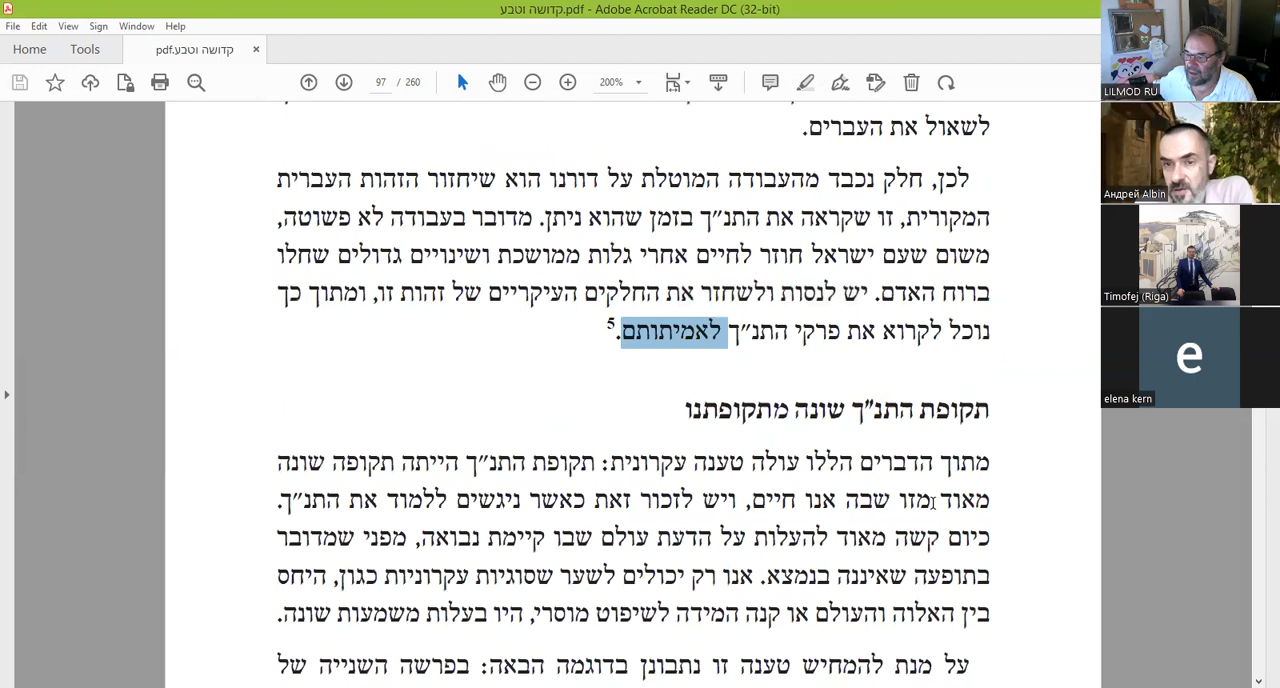 קדושה וטבע.pdf - Adobe Acrobat Reader DC (32-bit)
File Edit View Sign Window Help
Home Tools קדושה וטבע.pdf ×
97 / 260 200%
לשאול את העברים.
לכן, חלק נכבד מהעבודה המוטלת על דורנו הוא שיחזור הזהות העברית
המקורית, זו שקראה את התנ״ך בזמן שהוא ניתן. מדובר בעבודה לא פשוטה,
משום שעם ישראל חוזר לחיים אחרי גלות ממושכת ושינויים גדולים שחלו
ברוח האדם. יש לנסות ולשחזר את החלקים העיקריים של זהות זו, ומתוך כך
נוכל לקרוא את פרקי התנ״ך לאמיתותם.5
תקופת התנ״ך שונה מתקופתנו
מתוך הדברים הללו עולה טענה עקרונית: תקופת התנ״ך הייתה תקופה שונה
מאוד מזו שבה אנו חיים, ויש לזכור זאת כאשר ניגשים ללמוד את התנ״ך.
כיום קשה מאוד להעלות על הדעת עולם שבו קיימת נבואה, מפני שמדובר
בתופעה שאיננה בנמצא. אנו רק יכולים לשער שסוגיות עקרוניות כגון, היחס
בין האלוה והעולם או קנה המידה לשיפוט מוסרי, היו בעלות משמעות שונה.
על מנת להמחיש טענה זו נתבונן בדוגמה הבאה: בפרשה השנייה של
LILMOD RU
Андрей Albin
Timofej (Riga)
e
elena kern